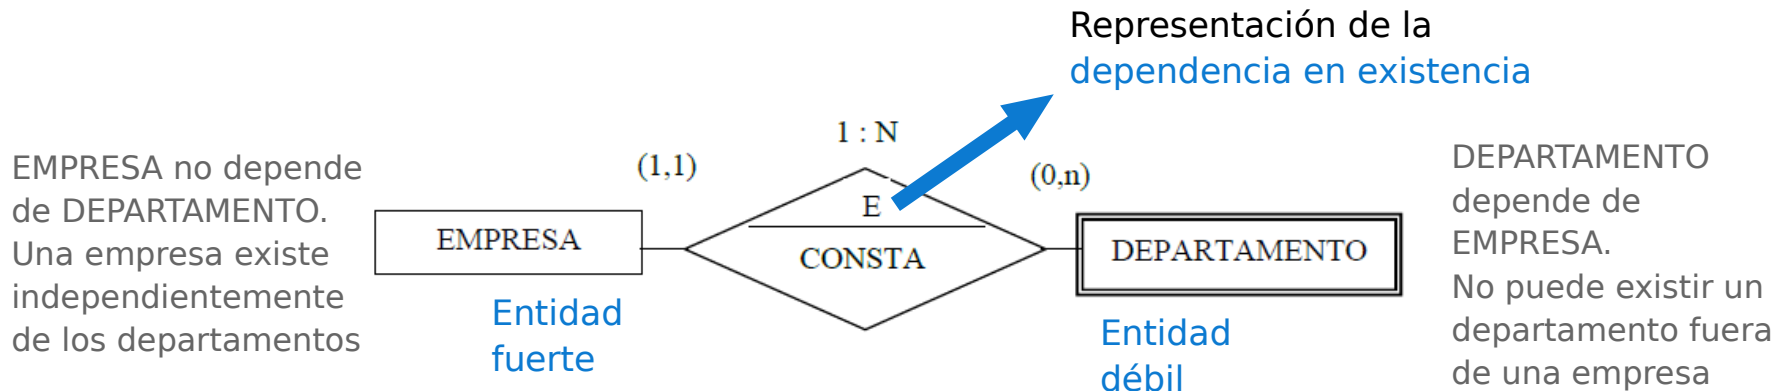 Representación de la
dependencia en existencia
1 : N
(1,1)
(0,n)
EMPRESA no depende
de DEPARTAMENTO.
Una empresa existe
independientemente
de los departamentos
EMPRESA
E
CONSTA
DEPARTAMENTO
Entidad
fuerte
Entidad
débil
DEPARTAMENTO
depende de
EMPRESA.
No puede existir un
departamento fuera
de una empresa